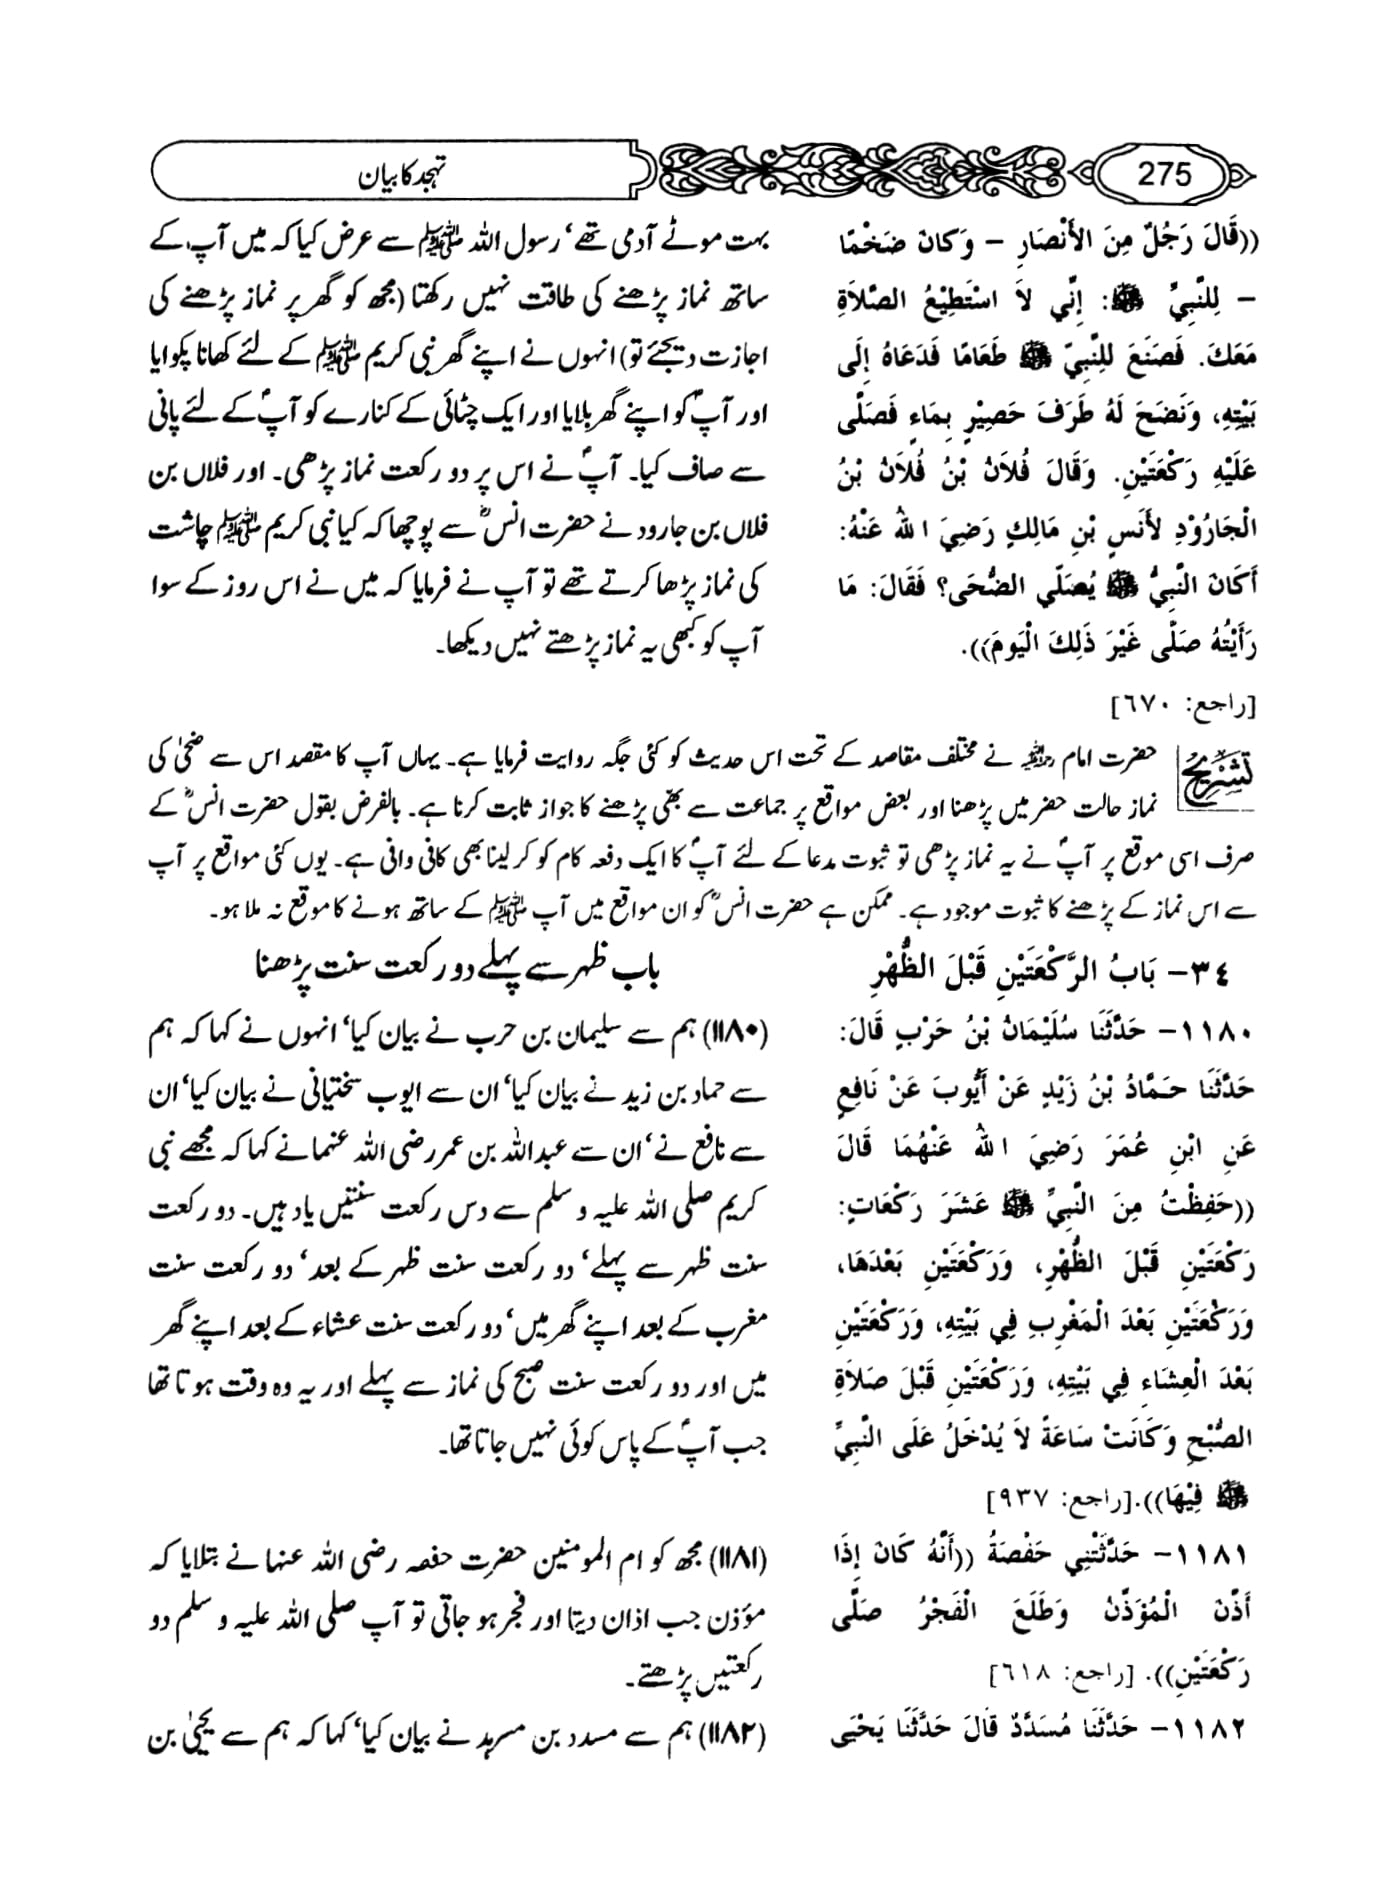 275
تہجد کا بیان
((قَالَ رَجُلٌ مِنَ الأَنْصَارِ – وَكَانَ ضَخْمًا
– لِلنَّبِيِّ ﷺ: إِنِّي لاَ اسْتَطِيْعُ الصَّلاَةِ
مَعَكَ. فَصَنَعَ لِلنَّبِيِّ ﷺ طَعَامًا فَدَعَاهُ إِلَى
بَيْتِهِ، وَنَضَحَ لَهُ طَرَفَ حَصِيْرٍ بِمَاءٍ فَصَلَّى
عَلَيْهِ رَكْعَتَيْنِ. وَقَالَ فُلاَنُ بْنُ فُلاَنُ بْنُ
الْجَارُوْدِ لأَنَسٍ بْنِ مَالِكٍ رَضِيَ اللهُ عَنْهُ:
أَكَانَ النَّبِيُّ ﷺ يُصَلِّي الضُّحَى؟ فَقَالَ: مَا
رَأَيْتُهُ صَلَّى غَيْرَ ذَلِكَ الْيَومَ)).
[راجع: ٦٧٠]
بہت موٹے آدمی تھے‘ رسول اللہ ﷺ سے عرض کیا کہ میں آپ کے
ساتھ نماز پڑھنے کی طاقت نہیں رکھتا (مجھ کو گھر پر نماز پڑھنے کی
اجازت دیجئے تو) انہوں نے اپنے گھر نبی کریم ﷺ کے لئے کھانا پکوایا
اور آپؐ کو اپنے گھر بلایا اور ایک چٹائی کے کنارے کو آپؐ کے لئے پانی
سے صاف کیا۔ آپؐ نے اس پر دو رکعت نماز پڑھی۔ اور فلاں بن
فلاں بن جارود نے حضرت انسؓ سے پوچھا کہ کیا نبی کریم ﷺ چاشت
کی نماز پڑھا کرتے تھے تو آپ نے فرمایا کہ میں نے اس روز کے سوا
آپ کو کبھی یہ نماز پڑھتے نہیں دیکھا۔
تشریح
حضرت امام رحمہ اللہ نے مختلف مقاصد کے تحت اس حدیث کو کئی جگہ روایت فرمایا ہے۔ یہاں آپ کا مقصد اس سے ضحیٰ کی
نماز حالت حضر میں پڑھنا اور بعض مواقع پر جماعت سے بھی پڑھنے کا جواز ثابت کرنا ہے۔ بالفرض بقول حضرت انسؓ کے
صرف اسی موقع پر آپؐ نے یہ نماز پڑھی تو ثبوت مدعا کے لئے آپؐ کا ایک دفعہ کام کو کر لینا بھی کافی وافی ہے۔ یوں کئی مواقع پر آپ
سے اس نماز کے پڑھنے کا ثبوت موجود ہے۔ ممکن ہے حضرت انسؓ کو ان مواقع میں آپ ﷺ کے ساتھ ہونے کا موقع نہ ملا ہو۔
٣٤– بَابُ الرَّكْعَتَيْنِ قَبْلَ الظُّهْرِ
باب ظہر سے پہلے دو رکعت سنت پڑھنا
١١٨٠– حَدَّثَنَا سُلَيْمَانُ بْنُ حَرْبٍ قَالَ:
حَدَّثَنَا حَمَّادُ بْنُ زَيْدٍ عَنْ أَيُّوبَ عَنْ نَافِعٍ
عَنِ ابْنِ عُمَرَ رَضِيَ اللهُ عَنْهُمَا قَالَ
((حَفِظْتُ مِنَ النَّبِيِّ ﷺ عَشَرَ رَكْعَاتٍ:
رَكْعَتَيْنِ قَبْلَ الظُّهْرِ، وَرَكْعَتَيْنِ بَعْدَهَا،
وَرَكْعَتَيْنِ بَعْدَ الْمَغْرِبِ فِي بَيْتِهِ، وَرَكْعَتَيْنِ
بَعْدَ الْعِشَاءِ فِي بَيْتِهِ، وَرَكْعَتَيْنِ قَبْلَ صَلاَةِ
الصُّبْحِ وَكَانَتْ سَاعَةً لاَ يُدْخَلُ عَلَى النَّبِيِّ
ﷺ فِيْهَا)).[راجع: ٩٣٧]
(۱۱۸۰) ہم سے سلیمان بن حرب نے بیان کیا‘ انہوں نے کہا کہ ہم
سے حماد بن زید نے بیان کیا‘ ان سے ایوب سختیانی نے بیان کیا‘ ان
سے نافع نے‘ ان سے عبداللہ بن عمر رضی اللہ عنہما نے کہا کہ مجھے نبی
کریم صلی اللہ علیہ و سلم سے دس رکعت سنتیں یاد ہیں۔ دو رکعت
سنت ظہر سے پہلے‘ دو رکعت سنت ظہر کے بعد‘ دو رکعت سنت
مغرب کے بعد اپنے گھر میں‘ دو رکعت سنت عشاء کے بعد اپنے گھر
میں اور دو رکعت سنت صبح کی نماز سے پہلے اور یہ وہ وقت ہوتا تھا
جب آپؐ کے پاس کوئی نہیں جاتا تھا۔
١١٨١– حَدَّثَتْنِي حَفْصَةُ ((أَنَّهُ كَانَ إِذَا
أَذَّنَ الْمُؤَذِّنُ وَطَلَعَ الْفَجْرُ صَلَّى
رَكْعَتَيْنِ)). [راجع: ٦١٨]
(۱۱۸۱) مجھ کو ام المومنین حضرت حفصہ رضی اللہ عنہا نے بتلایا کہ
مؤذن جب اذان دیتا اور فجر ہو جاتی تو آپ صلی اللہ علیہ و سلم دو
رکعتیں پڑھتے۔
١١٨٢– حَدَّثَنَا مُسَدَّدٌ قَالَ حَدَّثَنَا يَحْيَى
(۱۱۸۲) ہم سے مسدد بن مسرہد نے بیان کیا‘ کہا کہ ہم سے یحییٰ بن